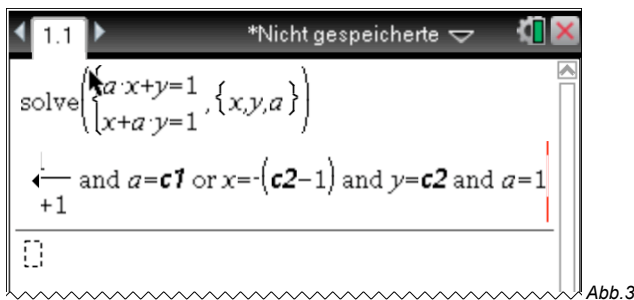 1.1 *Nicht gespeicherte
solve({a·x+y=1
x+a·y=1 ,{x,y,a})
and a=c1 or x=-(c2-1) and y=c2 and a=1
+1
Abb.3